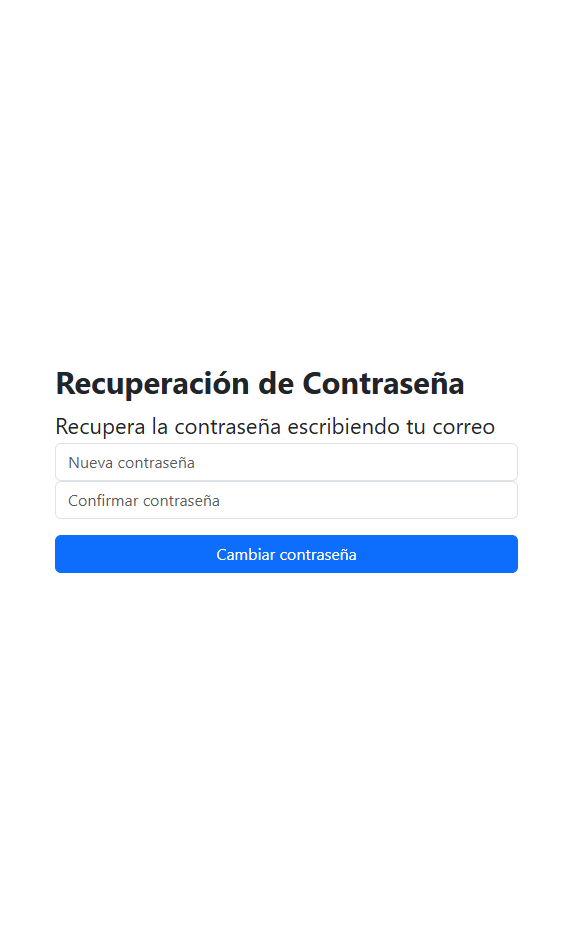 Recuperación de Contraseña
Recupera la contraseña escribiendo tu correo
Nueva contraseña
Confirmar contraseña
Cambiar contraseña